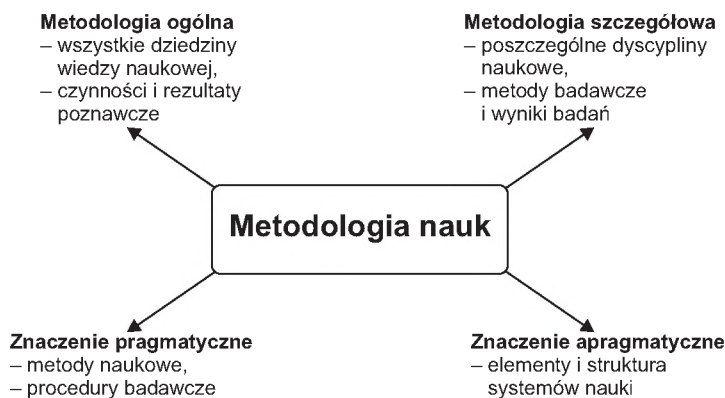 Metodologia ogólna
– wszystkie dziedziny
wiedzy naukowej,
– czynności i rezultaty
poznawcze
Metodologia szczegółowa
– poszczególne dyscypliny
naukowe,
– metody badawcze
i wyniki badań
Metodologia nauk
Znaczenie pragmatyczne
– metody naukowe,
– procedury badawcze
Znaczenie apragmatyczne
– elementy i struktura
systemów nauki